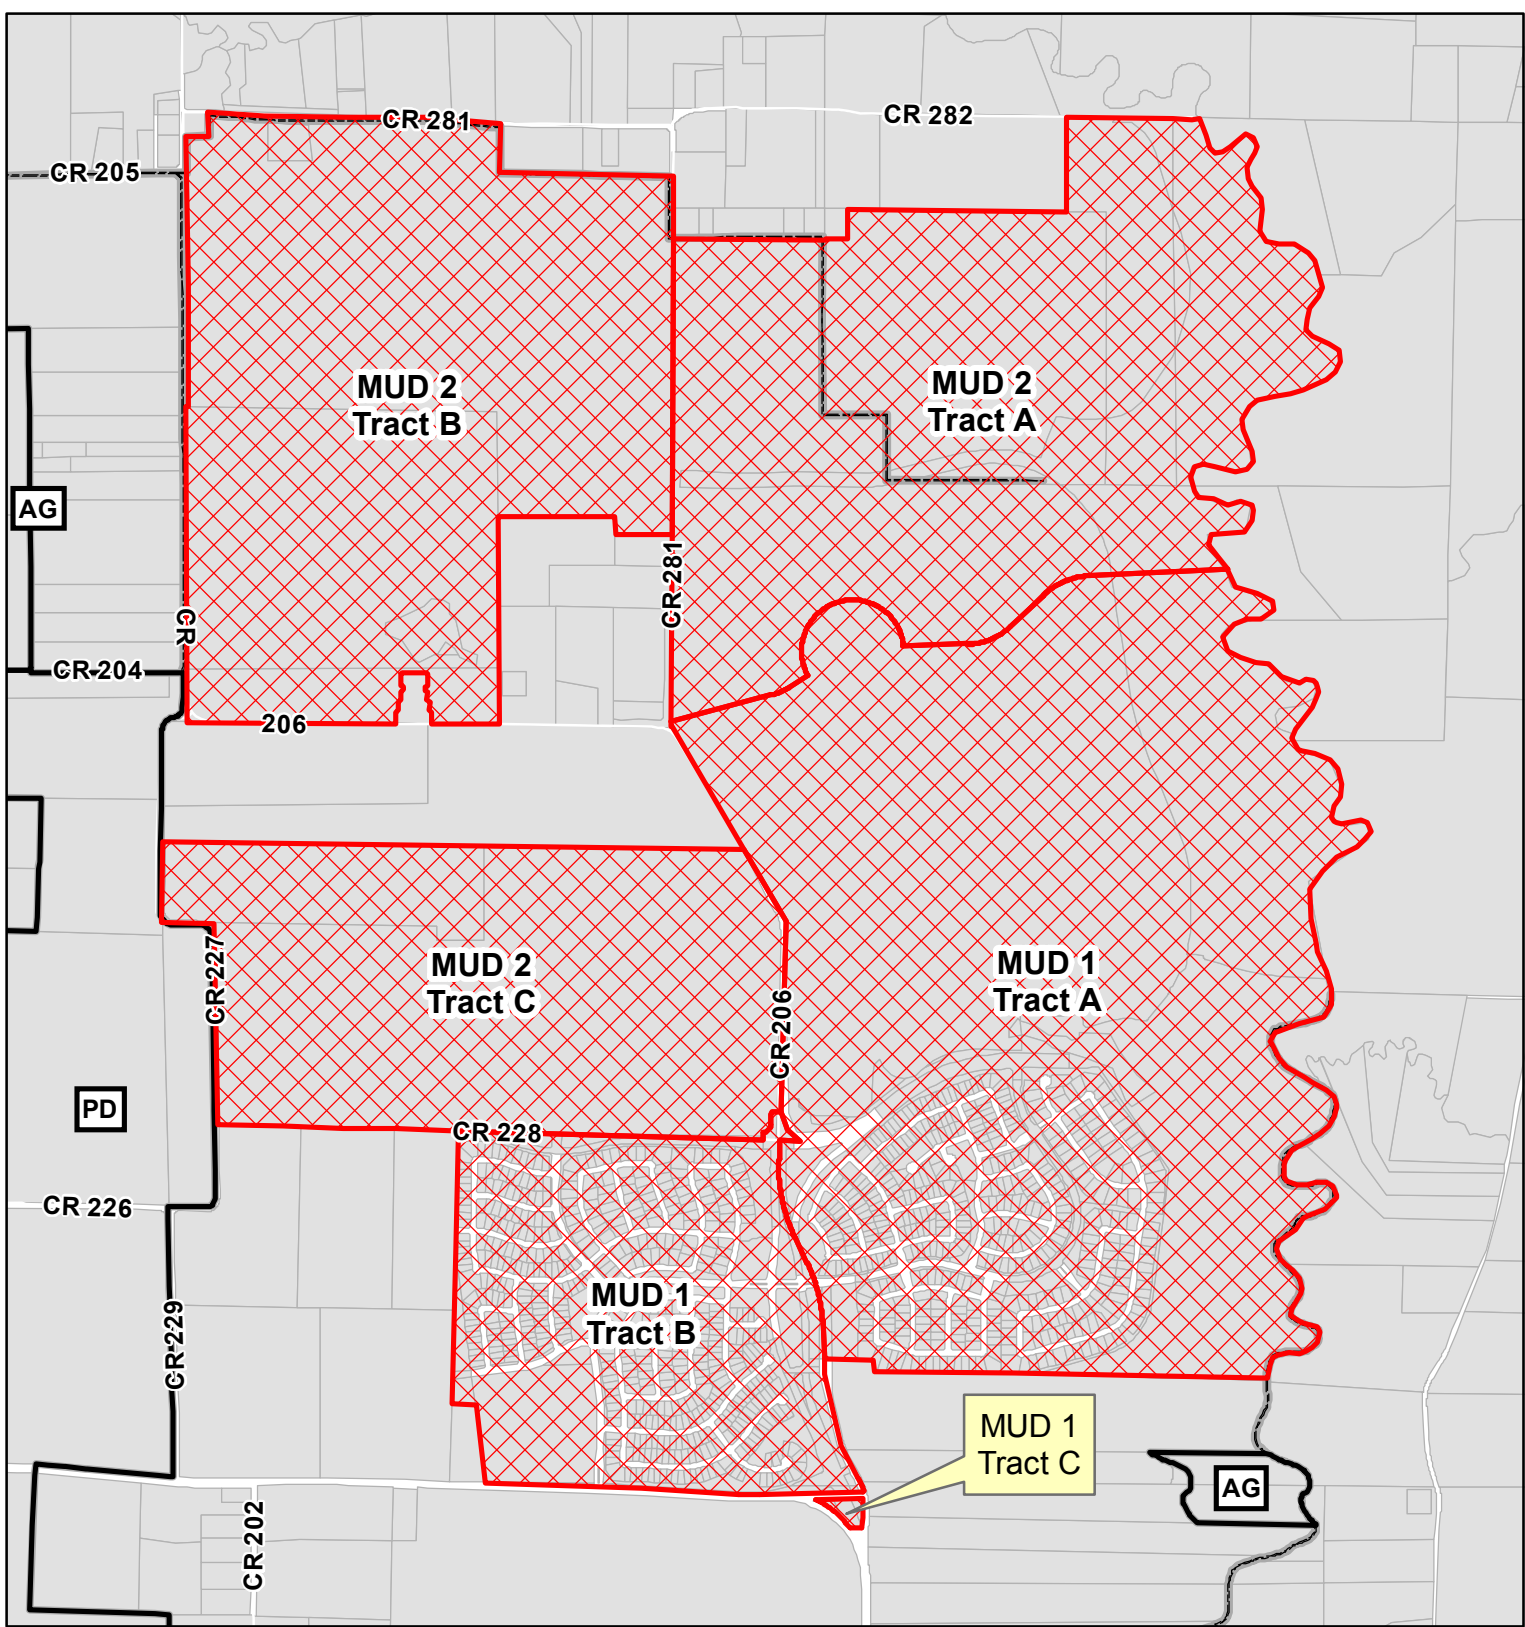 CR 281
CR 282
CR 205
MUD 2
Tract B
MUD 2
Tract A
AG
CR 281
CR
CR 204
206
CR 227
MUD 2
Tract C
MUD 1
Tract A
CR 206
PD
CR 228
CR 226
MUD 1
Tract B
CR 229
MUD 1
Tract C
AG
CR 202